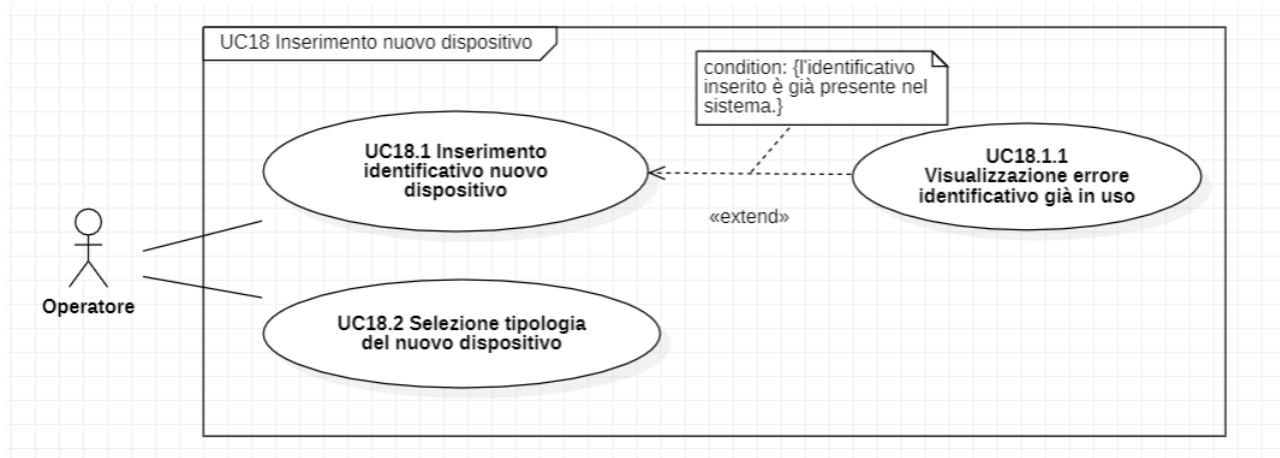 UC18 Inserimento nuovo dispositivo
condition: {l'identificativo
inserito è già presente nel
sistema.}
UC18.1 Inserimento
identificativo nuovo
dispositivo
UC18.1.1
Visualizzazione errore
identificativo già in uso
«extend»
Operatore
UC18.2 Selezione tipologia
del nuovo dispositivo